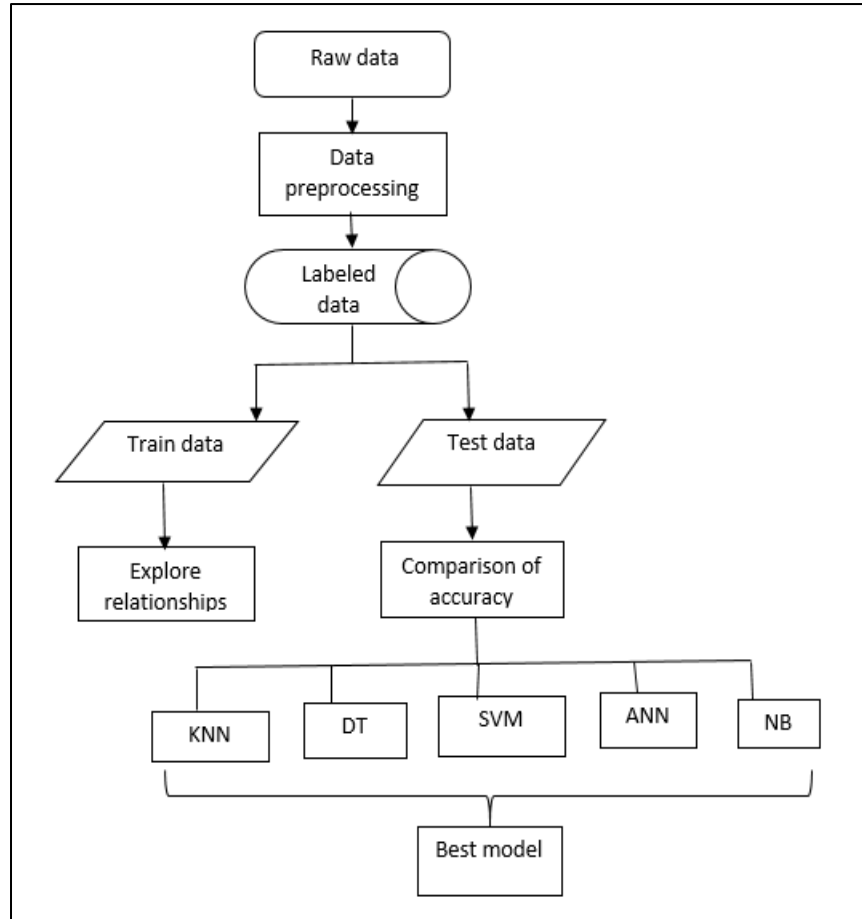 Raw data
Data
preprocessing
Labeled
data
Train data
Test data
Explore
relationships
Comparison of
accuracy
KNN
DT
SVM
ANN
NB
Best model